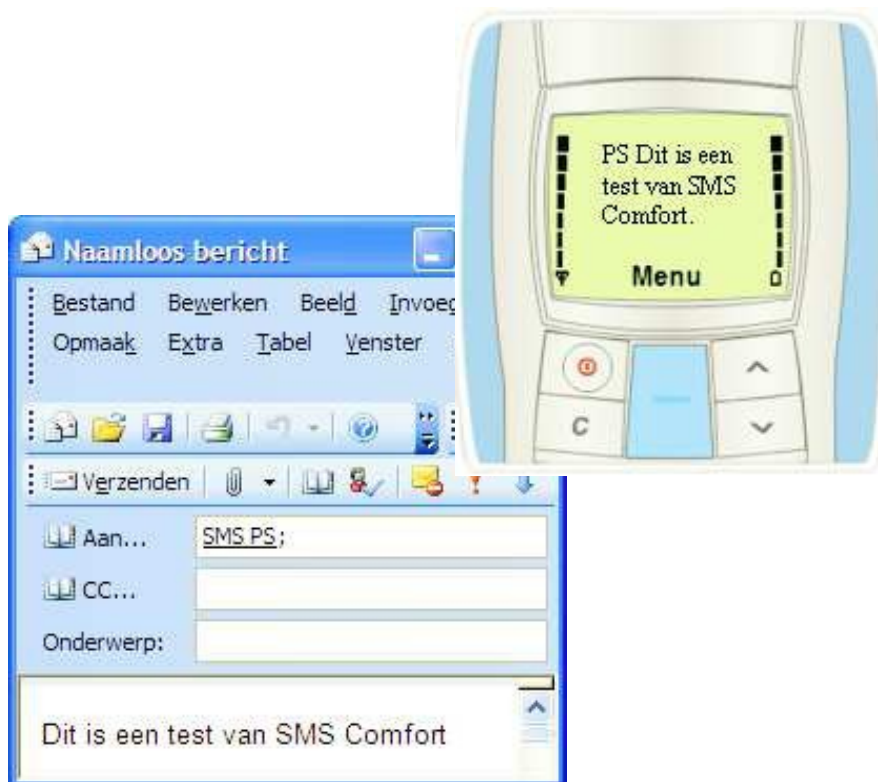 PS Dit is een
test van SMS
Comfort.
Menu
C
Naamloos bericht
Bestand Bewerken Beeld
Opmaak Extra Tabel Venster
Verzenden
Aan... SMS PS;
CC...
Onderwerp:
Dit is een test van SMS Comfort